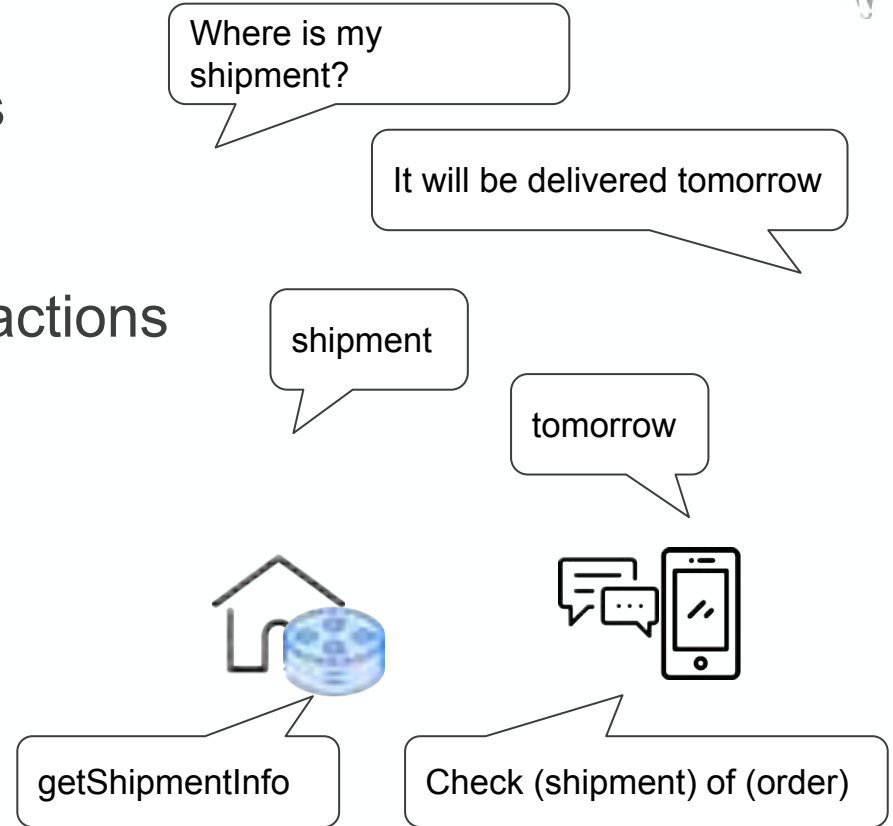 Where is my
shipment?
s
It will be delivered tomorrow
actions
shipment
tomorrow
getShipmentInfo
Check (shipment) of (order)